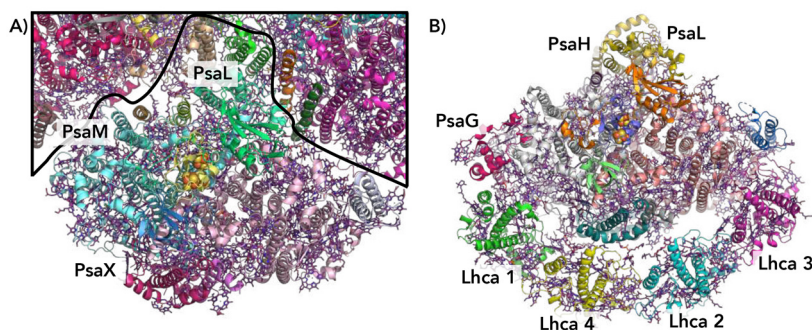 A)
PsaL
PsaM
PsaX
B)
PsaH
PsaL
PsaG
Lhca 1
Lhca 4
Lhca 2
Lhca 3